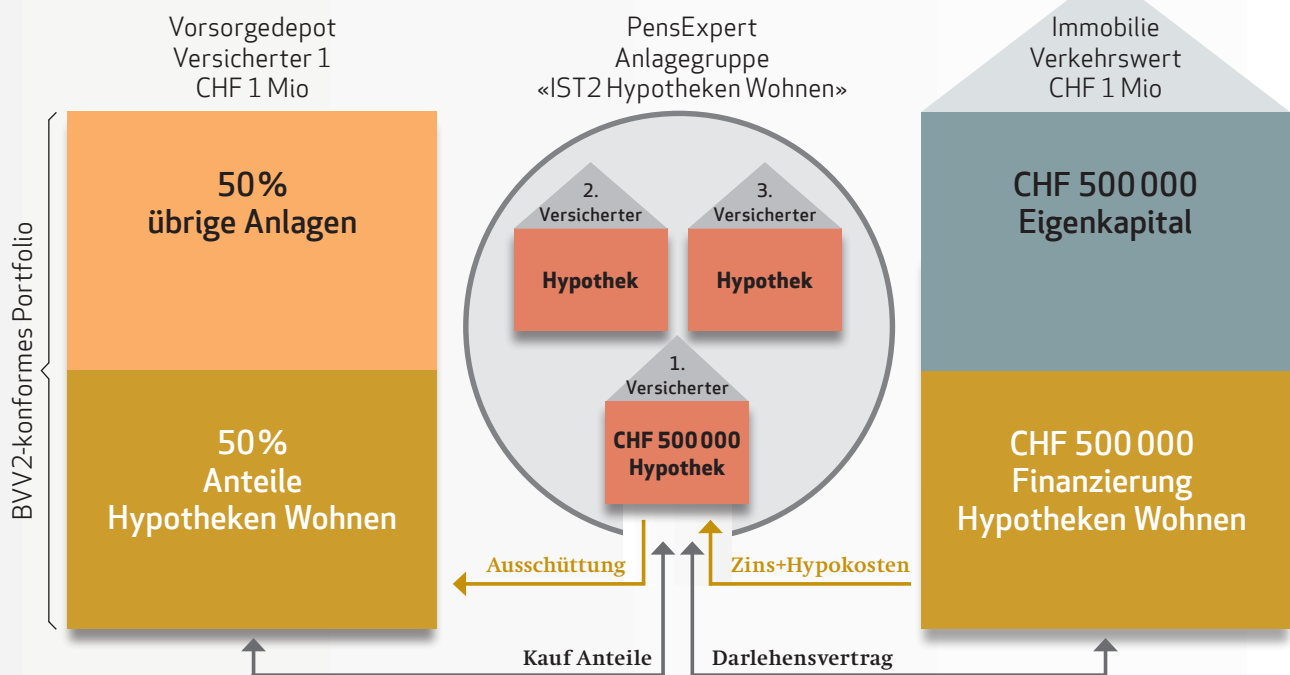 Vorsorgedepot
Versicherter 1
CHF 1 Mio
PensExpert
Anlagegruppe
«IST2 Hypotheken Wohnen»
Immobilie
Verkehrswert
CHF 1 Mio
BVV2-konformes Portfolio
50%
übrige Anlagen
50%
Anteile
Hypotheken Wohnen
2.
Versicherter
Hypothek
3.
Versicherter
Hypothek
1.
Versicherter
CHF 500 000
Hypothek
CHF 500 000
Eigenkapital
CHF 500 000
Finanzierung
Hypotheken Wohnen
Ausschüttung
Zins+Hypokosten
Kauf Anteile
Darlehensvertrag